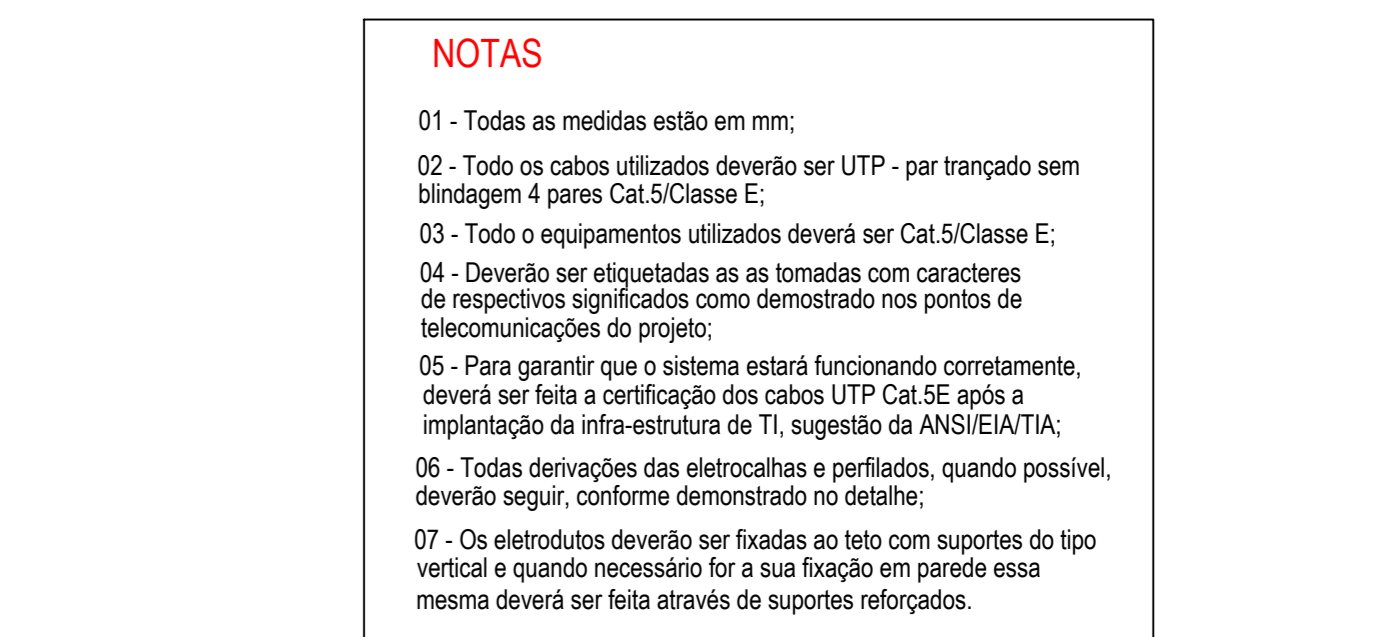 NOTAS
01 - Todas as medidas estão em mm;
02 - Todo os cabos utilizados deverão ser UTP - par trançado sem
blindagem 4 pares Cat.5/Classe E;
03 - Todo o equipamentos utilizados deverá ser Cat.5/Classe E;
04 - Deverão ser etiquetadas as as tomadas com caracteres
de respectivos significados como demostrado nos pontos de
telecomunicações do projeto;
05 - Para garantir que o sistema estará funcionando corretamente,
deverá ser feita a certificação dos cabos UTP Cat.5E após a
implantação da infra-estrutura de TI, sugestão da ANSI/EIA/TIA;
06 - Todas derivações das eletrocalhas e perfilados, quando possível,
deverão seguir, conforme demonstrado no detalhe;
07 - Os eletrodutos deverão ser fixadas ao teto com suportes do tipo
vertical e quando necessário for a sua fixação em parede essa
mesma deverá ser feita através de suportes reforçados.